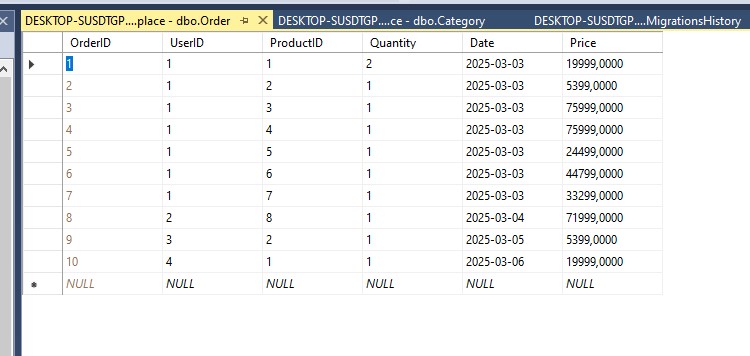 DESKTOP-SUSDTGP....place - dbo.Order DESKTOP-SUSDTGP....ce - dbo.Category DESKTOP-SUSDTGP....MigrationsHistory
OrderID UserID ProductID Quantity Date Price
1 1 1 2 2025-03-03 19999,0000
2 1 2 1 2025-03-03 5399,0000
3 1 3 1 2025-03-03 75999,0000
4 1 4 1 2025-03-03 75999,0000
5 1 5 1 2025-03-03 24499,0000
6 1 6 1 2025-03-03 44799,0000
7 1 7 1 2025-03-03 33299,0000
8 2 8 1 2025-03-04 71999,0000
9 3 2 1 2025-03-05 5399,0000
10 4 1 1 2025-03-06 19999,0000
NULL NULL NULL NULL NULL NULL